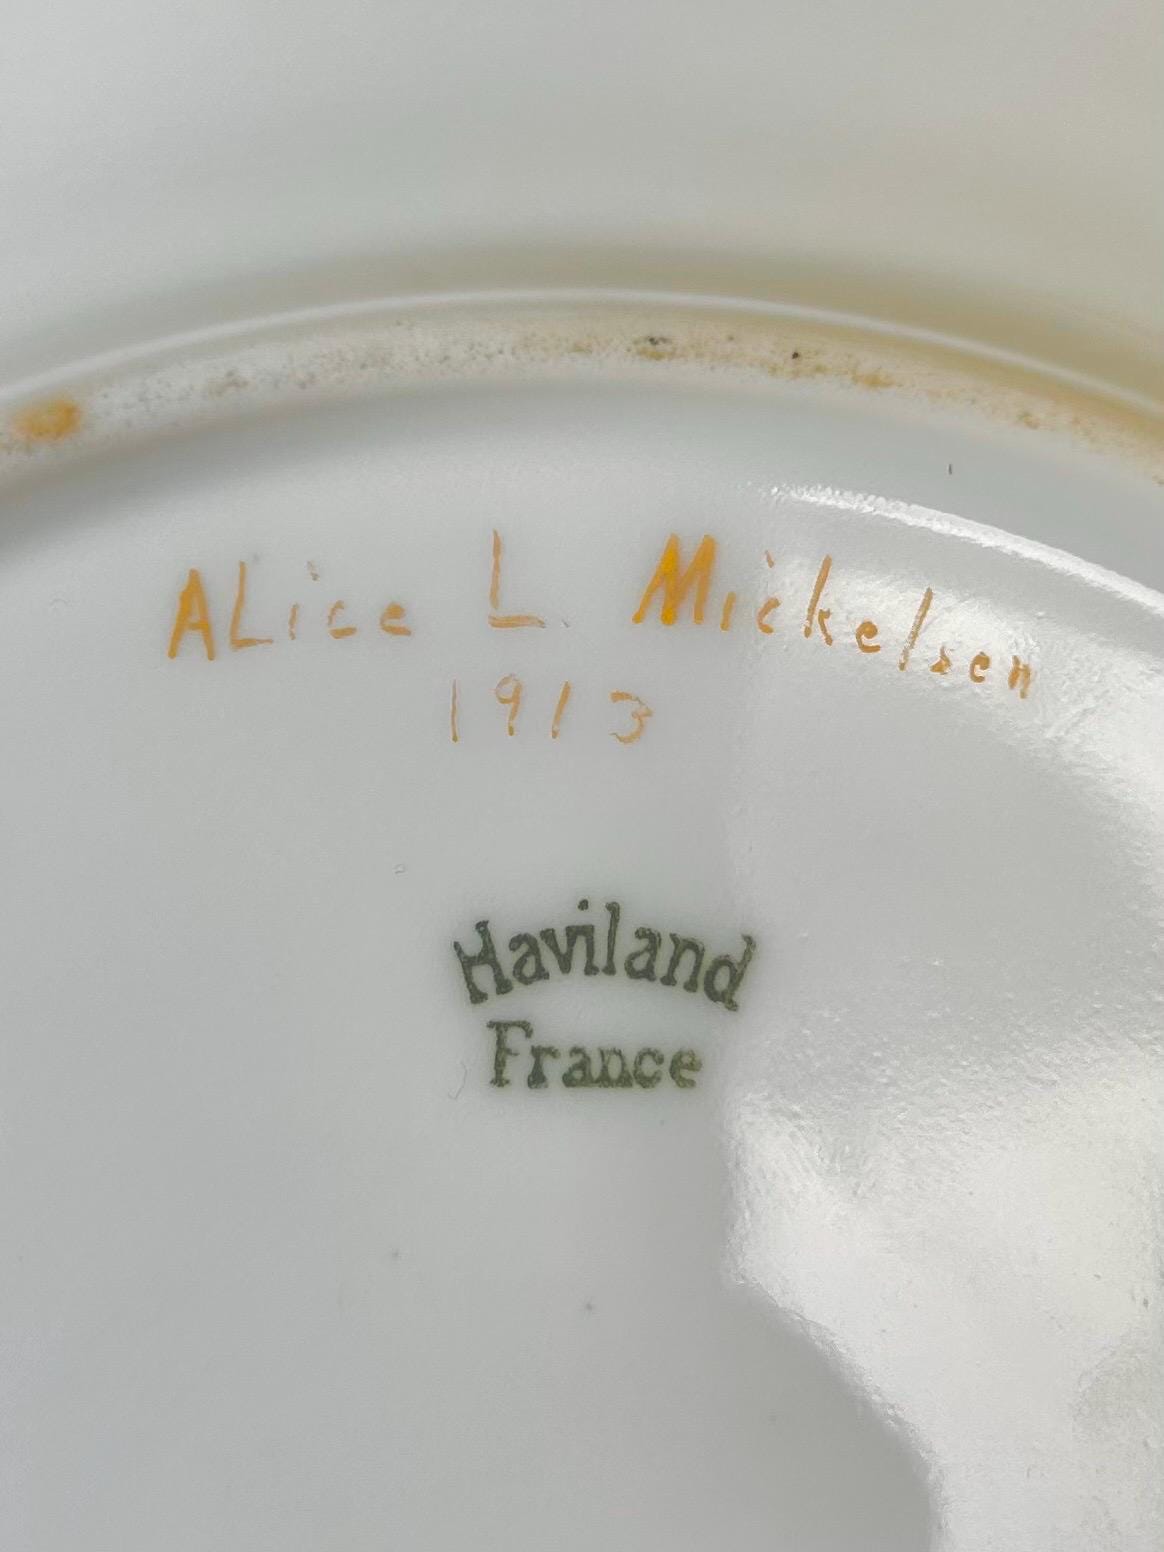 ALice L. Mickelsen
1913
Haviland
France